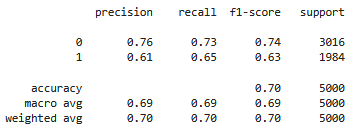 precision recall f1-score support
0 0.76 0.73 0.74 3016
1 0.61 0.65 0.63 1984
accuracy 0.70 5000
macro avg 0.69 0.69 0.69 5000
weighted avg 0.70 0.70 0.70 5000